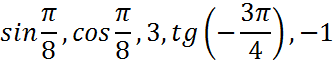 sin π/8, cos π/8, 3, tg (−3π/4), −1